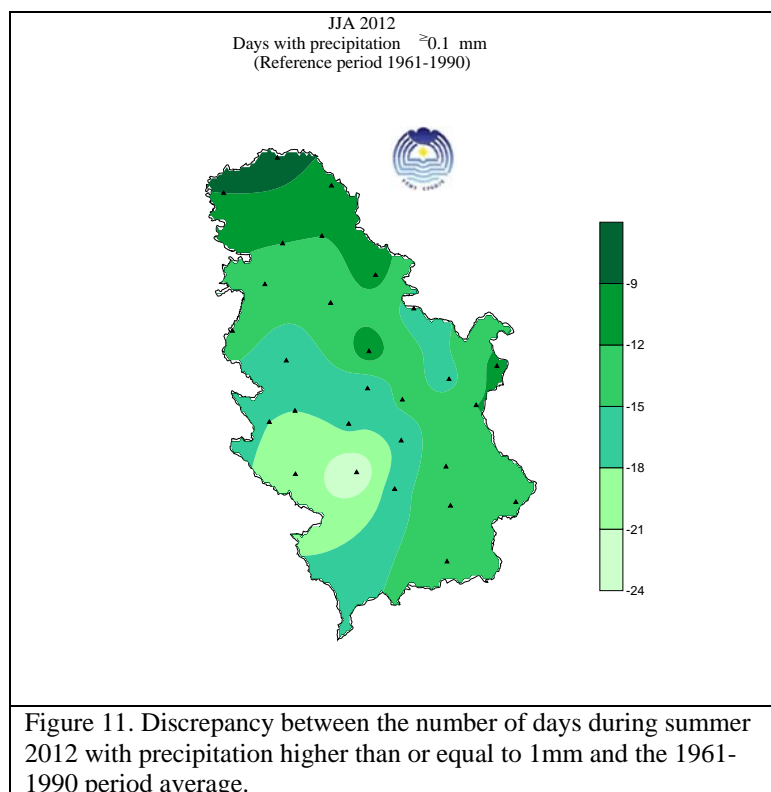 JJA 2012
Days with precipitation ≥0.1 mm
(Reference period 1961-1990)
-9
-12
-15
-18
-21
-24
Figure 11. Discrepancy between the number of days during summer
2012 with precipitation higher than or equal to 1mm and the 1961-
1990 period average.